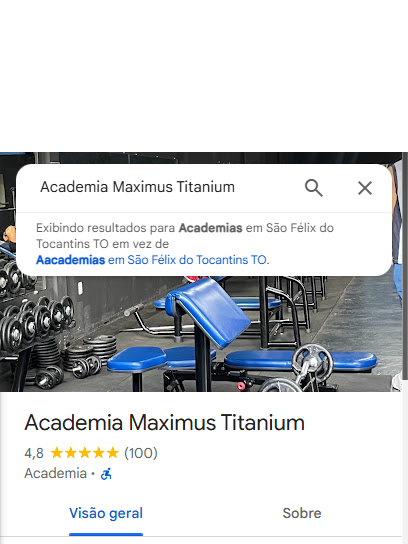 Academia Maximus Titanium
Exibindo resultados para Academias em São Félix do
Tocantins TO em vez de
Aacademias em São Félix do Tocantins TO.
Academia Maximus Titanium
4,8 ★★★★★ (100)
Academia ·
Visão geral
Sobre